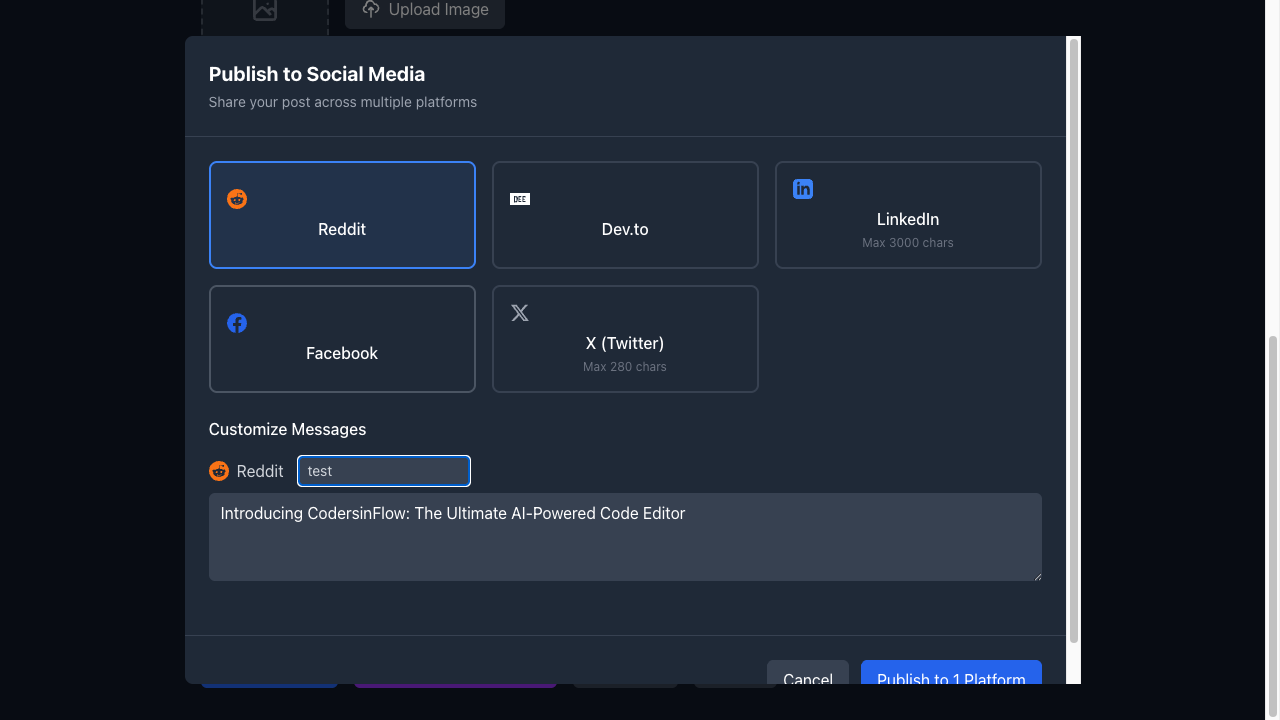 Upload Image
Publish to Social Media
Share your post across multiple platforms
Reddit
DEV
Dev.to
LinkedIn
Max 3000 chars
Facebook
X (Twitter)
Max 280 chars
Customize Messages
Reddit
test
Introducing CodersinFlow: The Ultimate AI-Powered Code Editor
Cancel
Publish to 1 Platform